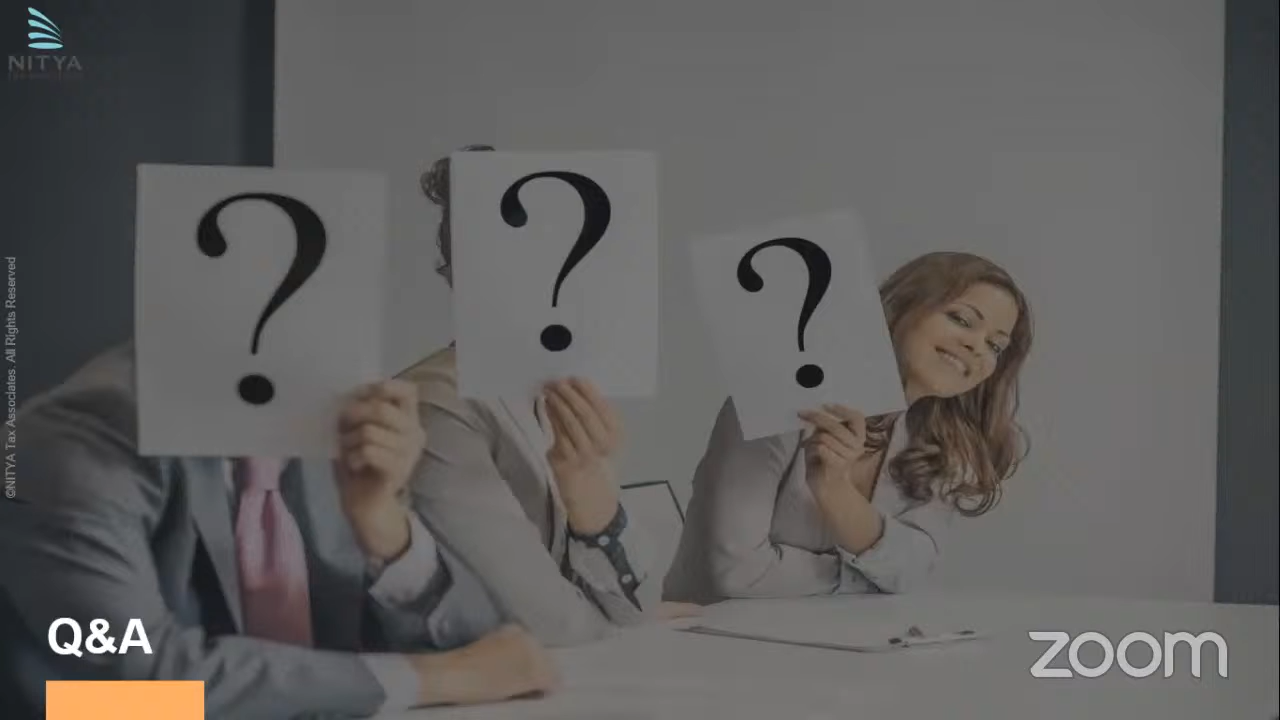 NITYA
©NITYA Tax Associates. All Rights Reserved
?
?
?
Q&A
zoom